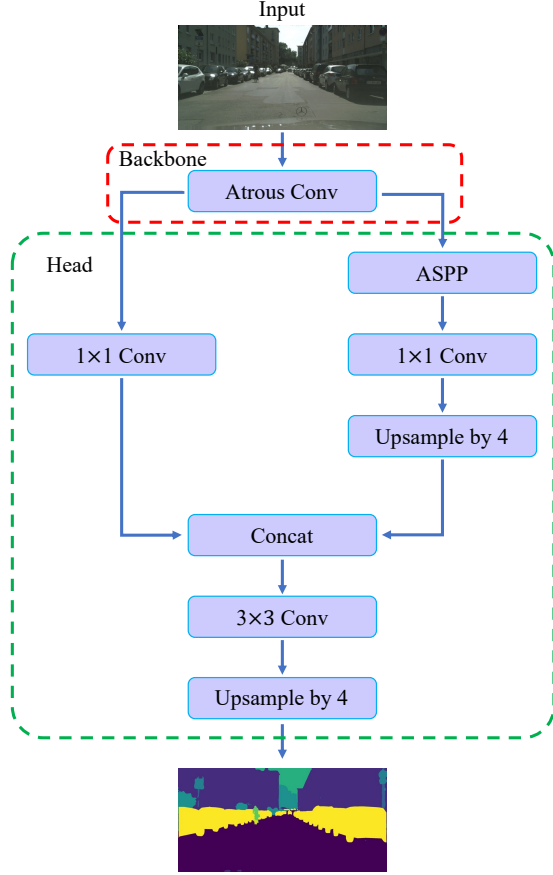 Input
Backbone
Atrous Conv
Head
ASPP
1×1 Conv
1×1 Conv
Upsample by 4
Concat
3×3 Conv
Upsample by 4